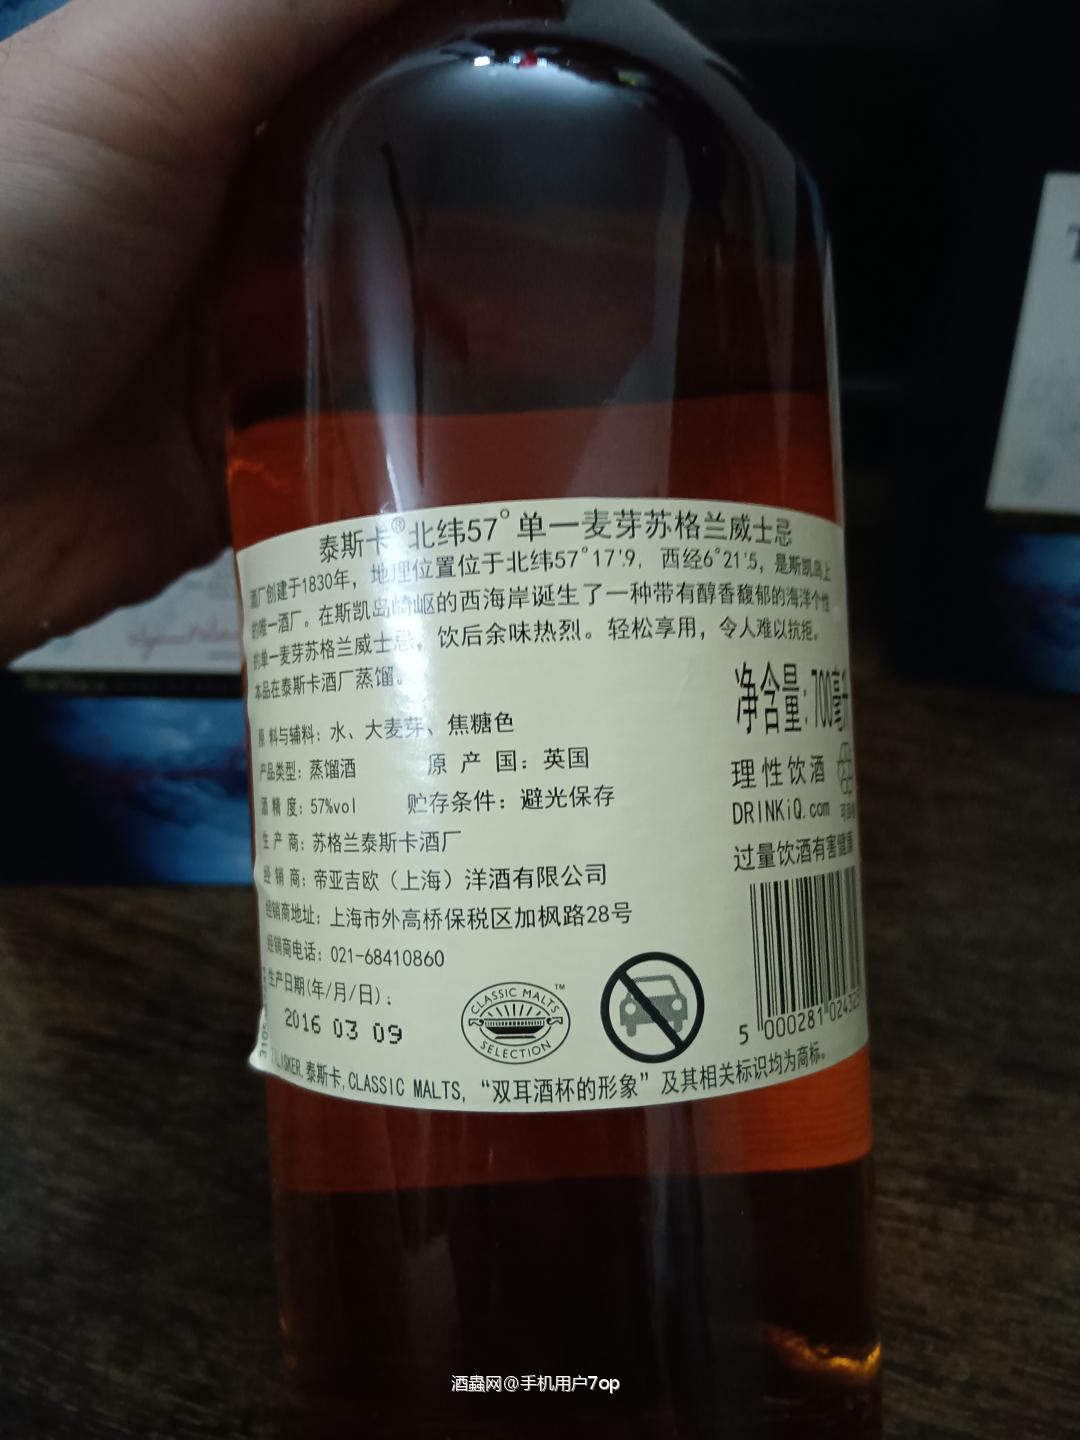 泰斯卡®北纬57°单一麦芽苏格兰威士忌
酒厂创建于1830年，地理位置位于北纬57°17'9，西经6°21'5，是斯凯岛上
的唯一酒厂。在斯凯岛崎岖的西海岸诞生了一种带有醇香馥郁的海洋个性
的单一麦芽苏格兰威士忌，饮后余味热烈。轻松享用，令人难以抗拒。
本品在泰斯卡酒厂蒸馏。
净含量：700毫升
原料与辅料：水、大麦芽、焦糖色
产品类型：蒸馏酒 原产国：英国
酒精度：57%vol 贮存条件：避光保存
生产商：苏格兰泰斯卡酒厂
经销商：帝亚吉欧（上海）洋酒有限公司
经销商地址：上海市外高桥保税区加枫路28号
经销商电话：021-68410860
生产日期(年/月/日)：
2016 03 09
理性饮酒
DRINKiQ.com
过量饮酒有害健康
CLASSIC MALTS™
SELECTION
5 000281 02432
TALISKER,泰斯卡,CLASSIC MALTS,“双耳酒杯的形象”及其相关标识均为商标。
酒蟲网@手机用户7op